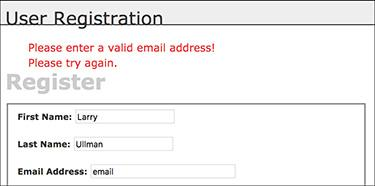 User Registration
Please enter a valid email address!
Please try again.
Register
First Name: Larry
Last Name: Ullman
Email Address: email